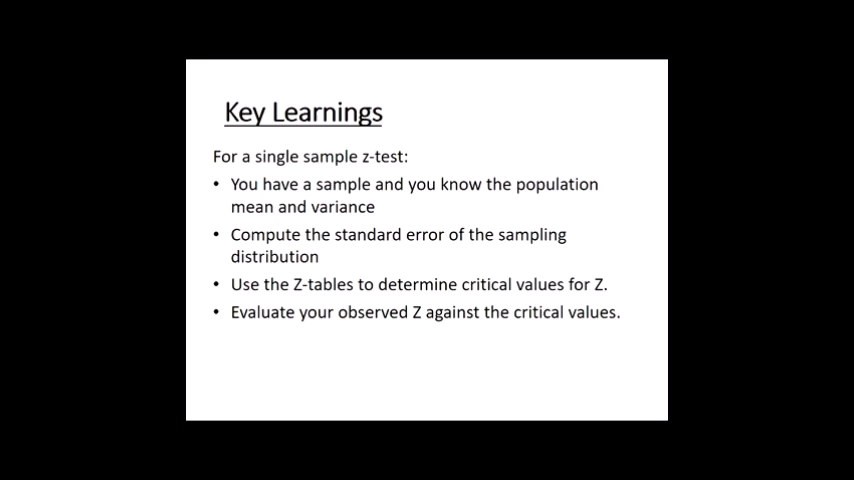 Key Learnings
For a single sample z-test:
• You have a sample and you know the population
mean and variance
• Compute the standard error of the sampling
distribution
• Use the Z-tables to determine critical values for Z.
• Evaluate your observed Z against the critical values.